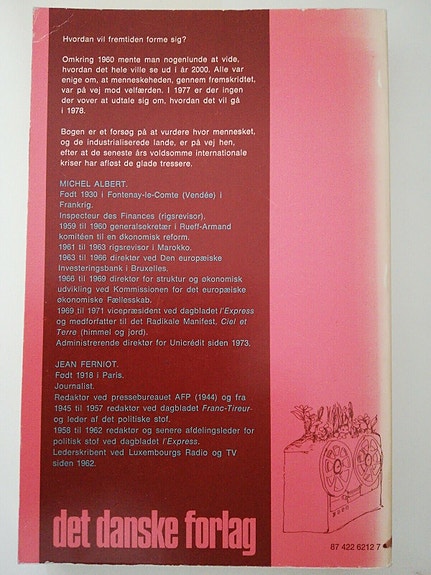 Hvordan vil fremtiden forme sig?
Omkring 1960 mente man nogenlunde at vide,
hvordan det hele ville se ud i år 2000. Alle var
enige om, at menneskeheden, gennem fremskridtet,
var på vej mod velfærden. I 1977 er der ingen
der vover at udtale sig om, hvordan det vil gå
i 1978.
Bogen er et forsøg på at vurdere hvor mennesket,
og de industrialiserede lande, er på vej hen,
efter at de seneste års voldsomme internationale
kriser har afløst de glade tressere.
MICHEL ALBERT.
Født 1930 i Fontenay-le-Comte (Vendée) i
Frankrig.
Inspecteur des Finances (rigsrevisor).
1959 til 1960 generalsekretær i Rueff-Armand
komitéen til en økonomisk reform.
1961 til 1963 rigsrevisor i Marokko.
1963 til 1966 direktør ved Den europæiske
Investeringsbank i Bruxelles.
1966 til 1969 direktør for struktur og økonomisk
udvikling ved Kommissionen for det europæiske
økonomiske Fællesskab.
1969 til 1971 vicepræsident ved dagbladet l'Express
og medforfatter til det Radikale Manifest, Ciel et
Terre (himmel og jord).
Administrerende direktør for Unicrédit siden 1973.
JEAN FERNIOT.
Født 1918 i Paris.
Journalist.
Redaktør ved pressebureauet AFP (1944) og fra
1945 til 1957 redaktør ved dagbladet Franc-Tireur-
og leder af det politiske stof.
1958 til 1962 redaktør og senere afdelingsleder for
politisk stof ved dagbladet l'Express.
Lederskribent ved Luxembourgs Radio og TV
siden 1962.
det danske forlag
87 422 6212 7